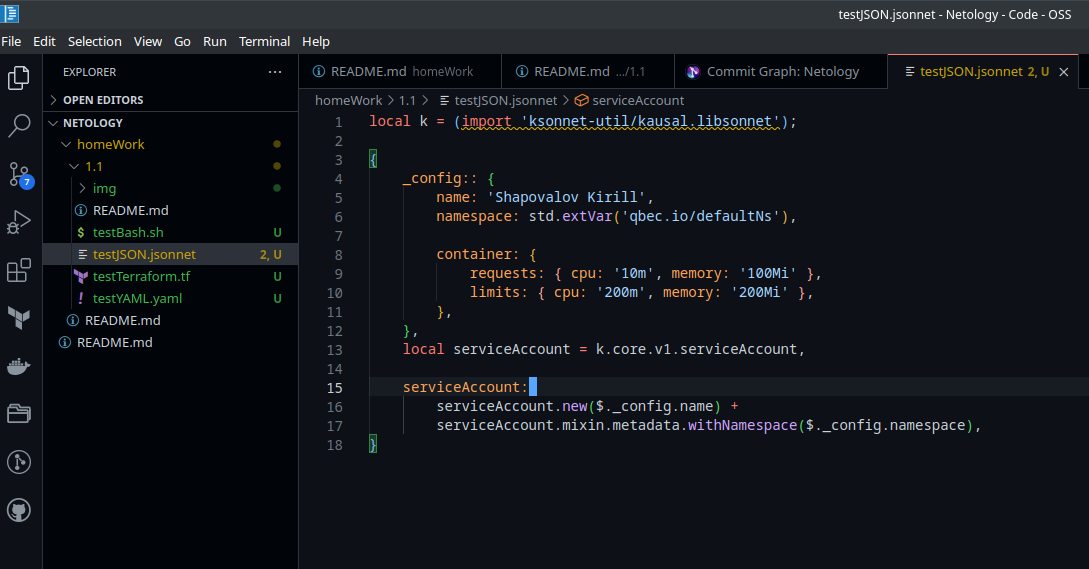 testJSON.jsonnet - Netology - Code - OSS
File Edit Selection View Go Run Terminal Help
EXPLORER ···
OPEN EDITORS
NETOLOGY
homeWork
1.1
img
README.md
$ testBash.sh U
testJSON.jsonnet 2, U
testTerraform.tf U
! testYAML.yaml U
README.md
README.md
7
README.md homeWork
README.md .../1.1
Commit Graph: Netology
testJSON.jsonnet 2, U
homeWork > 1.1 > testJSON.jsonnet > serviceAccount
1 local k = (import 'ksonnet-util/kausal.libsonnet');
2
3 {
4 _config:: {
5 name: 'Shapovalov Kirill',
6 namespace: std.extVar('qbec.io/defaultNs'),
7
8 container: {
9 requests: { cpu: '10m', memory: '100Mi' },
10 limits: { cpu: '200m', memory: '200Mi' },
11 },
12 },
13 local serviceAccount = k.core.v1.serviceAccount,
14
15 serviceAccount:
16 serviceAccount.new($._config.name) +
17 serviceAccount.mixin.metadata.withNamespace($._config.namespace),
18 }